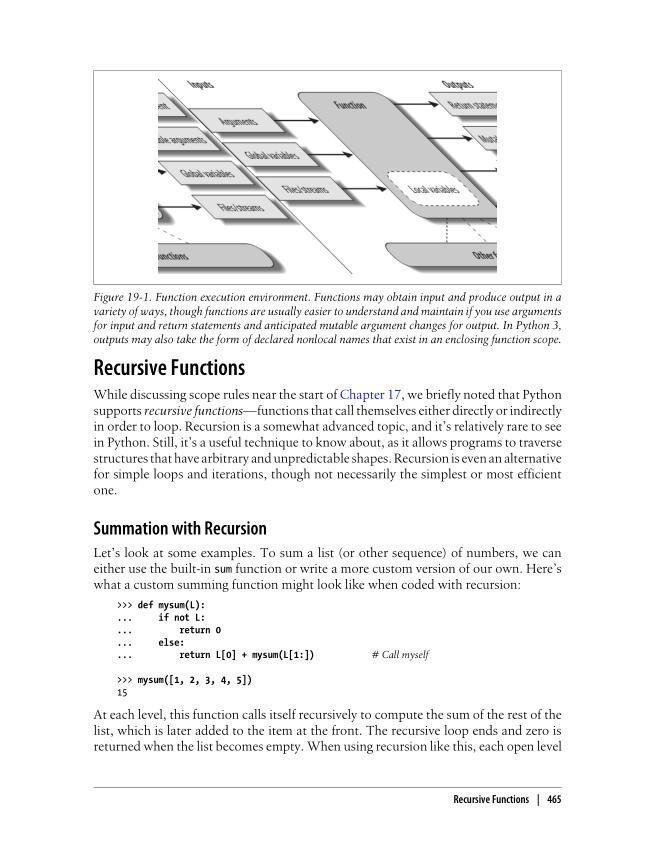 Inputs
Outputs
Function
Return statem
Arguments
Mut
le arguments
Global variables
Global variables
Files/streams
Local variables
Files/streams
unctions
Other f
Figure 19-1. Function execution environment. Functions may obtain input and produce output in a
variety of ways, though functions are usually easier to understand and maintain if you use arguments
for input and return statements and anticipated mutable argument changes for output. In Python 3,
outputs may also take the form of declared nonlocal names that exist in an enclosing function scope.
Recursive Functions
While discussing scope rules near the start of Chapter 17, we briefly noted that Python
supports recursive functions—functions that call themselves either directly or indirectly
in order to loop. Recursion is a somewhat advanced topic, and it’s relatively rare to see
in Python. Still, it’s a useful technique to know about, as it allows programs to traverse
structures that have arbitrary and unpredictable shapes. Recursion is even an alternative
for simple loops and iterations, though not necessarily the simplest or most efficient
one.
Summation with Recursion
Let’s look at some examples. To sum a list (or other sequence) of numbers, we can
either use the built-in sum function or write a more custom version of our own. Here’s
what a custom summing function might look like when coded with recursion:
>>> def mysum(L):
...     if not L:
...         return 0
...     else:
...         return L[0] + mysum(L[1:])          # Call myself
>>> mysum([1, 2, 3, 4, 5])
15
At each level, this function calls itself recursively to compute the sum of the rest of the
list, which is later added to the item at the front. The recursive loop ends and zero is
returned when the list becomes empty. When using recursion like this, each open level
Recursive Functions | 465